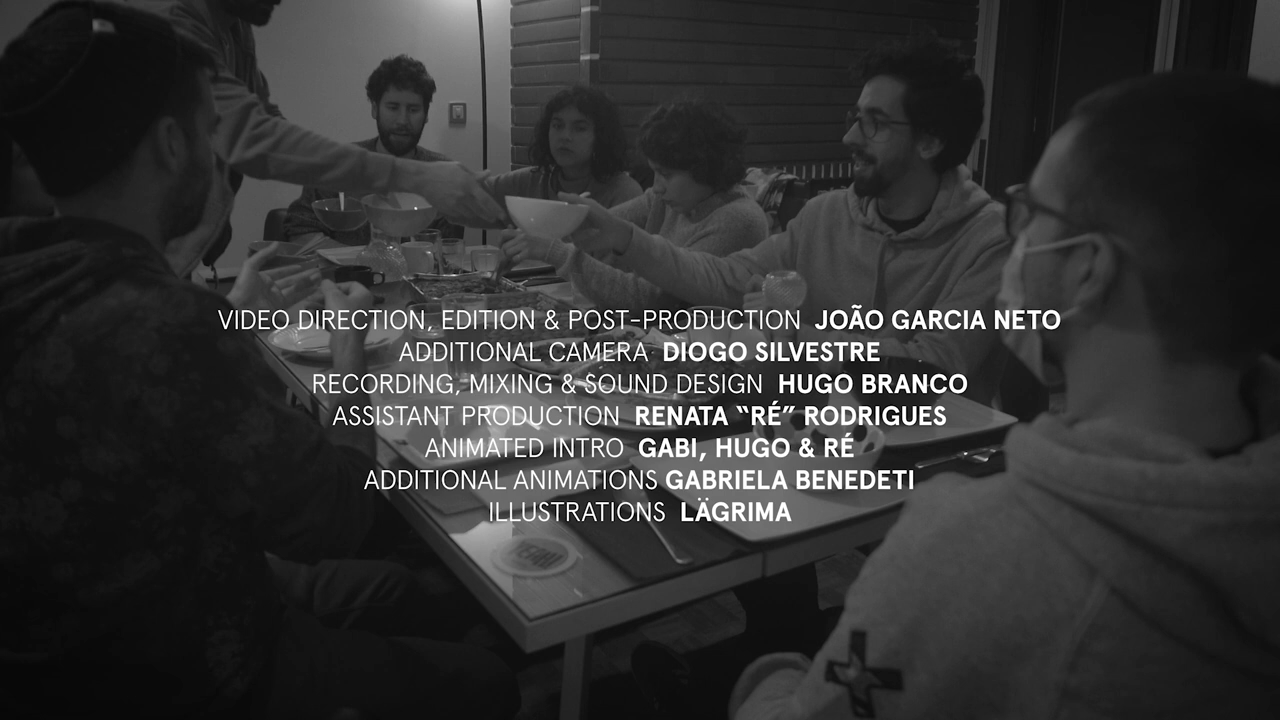 VIDEO DIRECTION, EDITION & POST-PRODUCTION JOÃO GARCIA NETO
ADDITIONAL CAMERA DIOGO SILVESTRE
RECORDING, MIXING & SOUND DESIGN HUGO BRANCO
ASSISTANT PRODUCTION RENATA “RÉ” RODRIGUES
ANIMATED INTRO GABI, HUGO & RÉ
ADDITIONAL ANIMATIONS GABRIELA BENEDETI
ILLUSTRATIONS LÄGRIMA